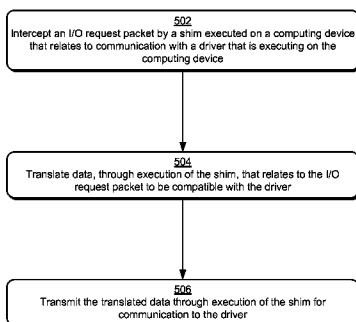 502
Intercept an I/O request packet by a shim executed on a computing device
that relates to communication with a driver that is executing on the
computing device
504
Translate data, through execution of the shim, that relates to the I/O
request packet to be compatible with the driver
506
Transmit the translated data through execution of the shim for
communication to the driver